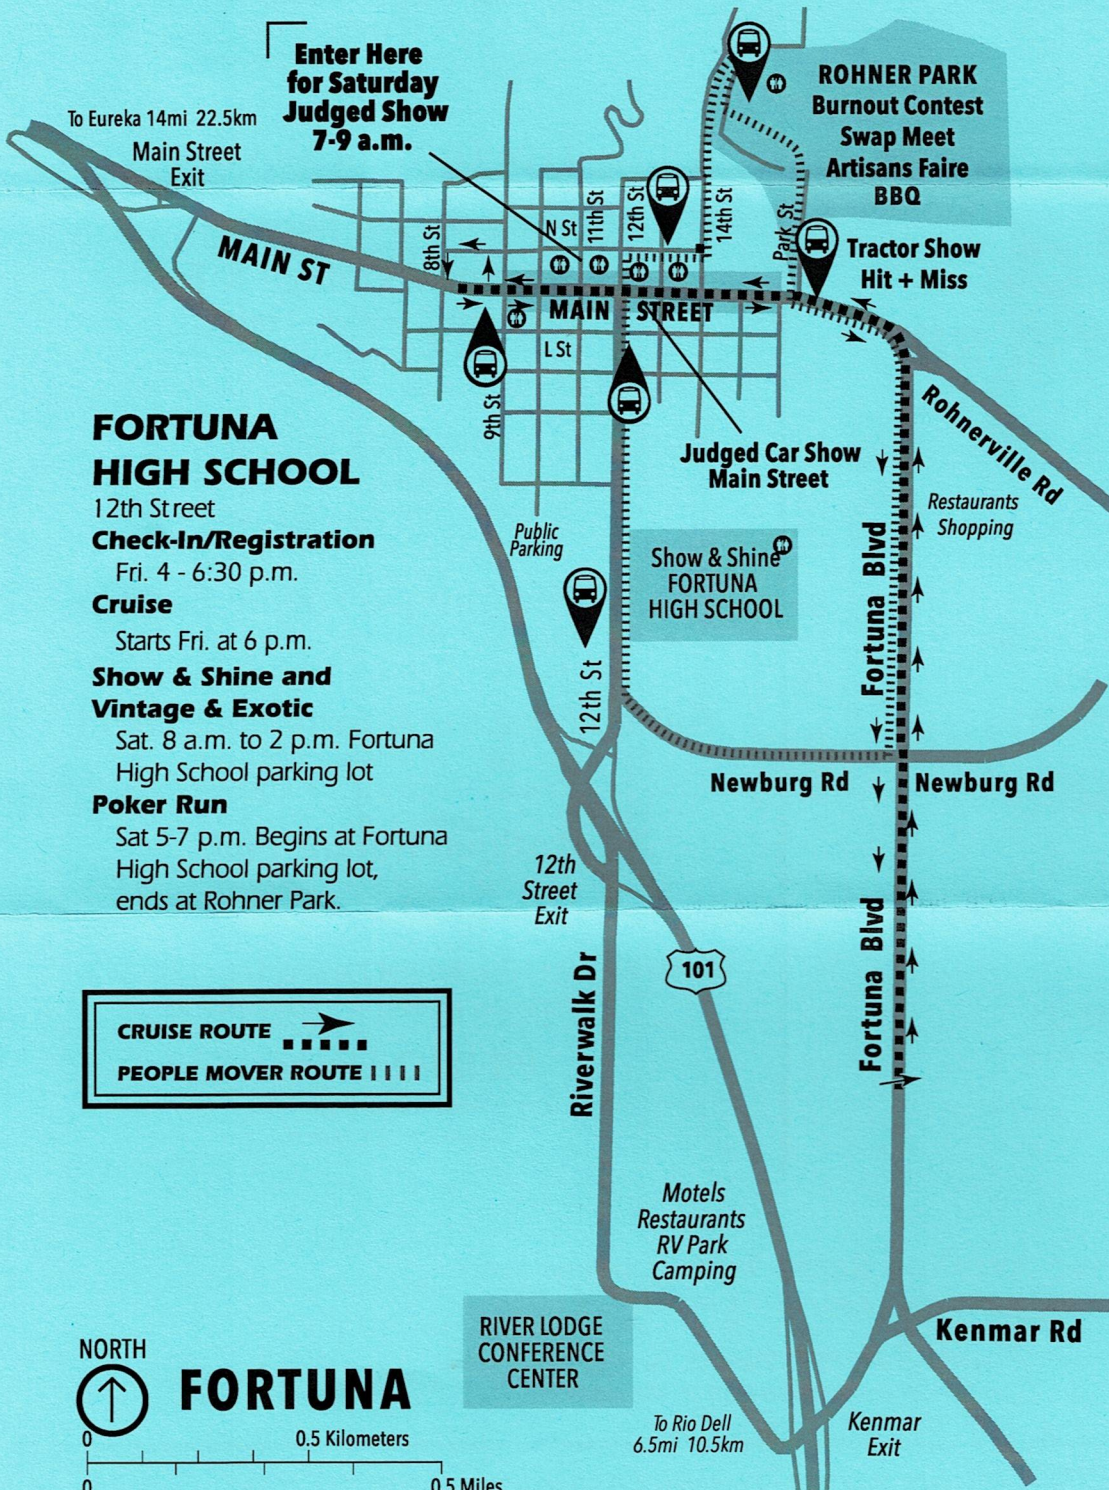 Enter Here
for Saturday
Judged Show
7-9 a.m.
To Eureka 14mi 22.5km
Main Street
Exit
MAIN ST
ROHNER PARK
Burnout Contest
Swap Meet
Artisans Faire
BBQ
8th St
N St
11th St
12th St
14th St
Park St
Tractor Show
Hit + Miss
MAIN STREET
L St
9th St
Rohnerville Rd
Judged Car Show
Main Street
Restaurants
Shopping
Fortuna Blvd
Public
Parking
Show & Shine
FORTUNA
HIGH SCHOOL
12th St
Newburg Rd
Newburg Rd
FORTUNA
HIGH SCHOOL
12th Street
Check-In/Registration
Fri. 4 - 6:30 p.m.
Cruise
Starts Fri. at 6 p.m.
Show & Shine and
Vintage & Exotic
Sat. 8 a.m. to 2 p.m. Fortuna
High School parking lot
Poker Run
Sat 5-7 p.m. Begins at Fortuna
High School parking lot,
ends at Rohner Park.
12th
Street
Exit
101
Riverwalk Dr
Fortuna Blvd
CRUISE ROUTE
PEOPLE MOVER ROUTE
Motels
Restaurants
RV Park
Camping
RIVER LODGE
CONFERENCE
CENTER
Kenmar Rd
To Rio Dell
6.5mi 10.5km
Kenmar
Exit
NORTH
FORTUNA
0 0.5 Kilometers
0 0.5 Miles